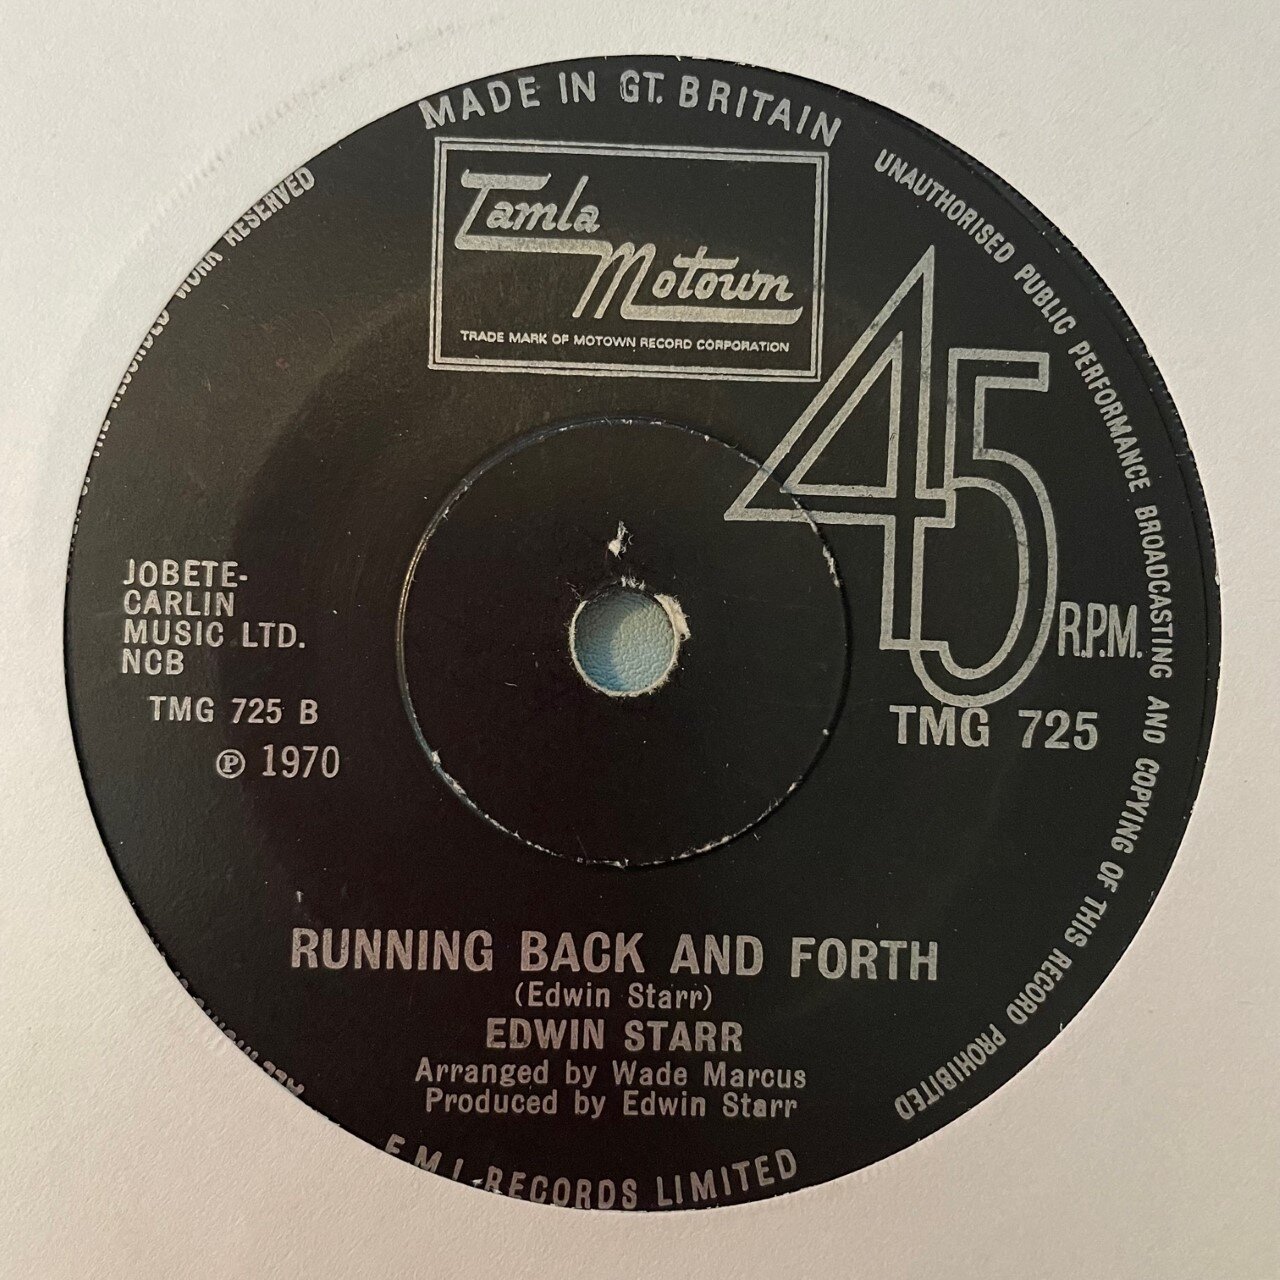 MADE IN GT. BRITAIN
Tamla
Motown
TRADE MARK OF MOTOWN RECORD CORPORATION
UNAUTHORISED PUBLIC PERFORMANCE BROADCASTING AND COPYING OF THIS RECORD PROHIBITED
WORK RESERVED
45
R.P.M.
JOBETE-
CARLIN
MUSIC LTD.
NCB
TMG 725 B
℗ 1970
TMG 725
RUNNING BACK AND FORTH
(Edwin Starr)
EDWIN STARR
Arranged by Wade Marcus
Produced by Edwin Starr
E.M.I. RECORDS LIMITED